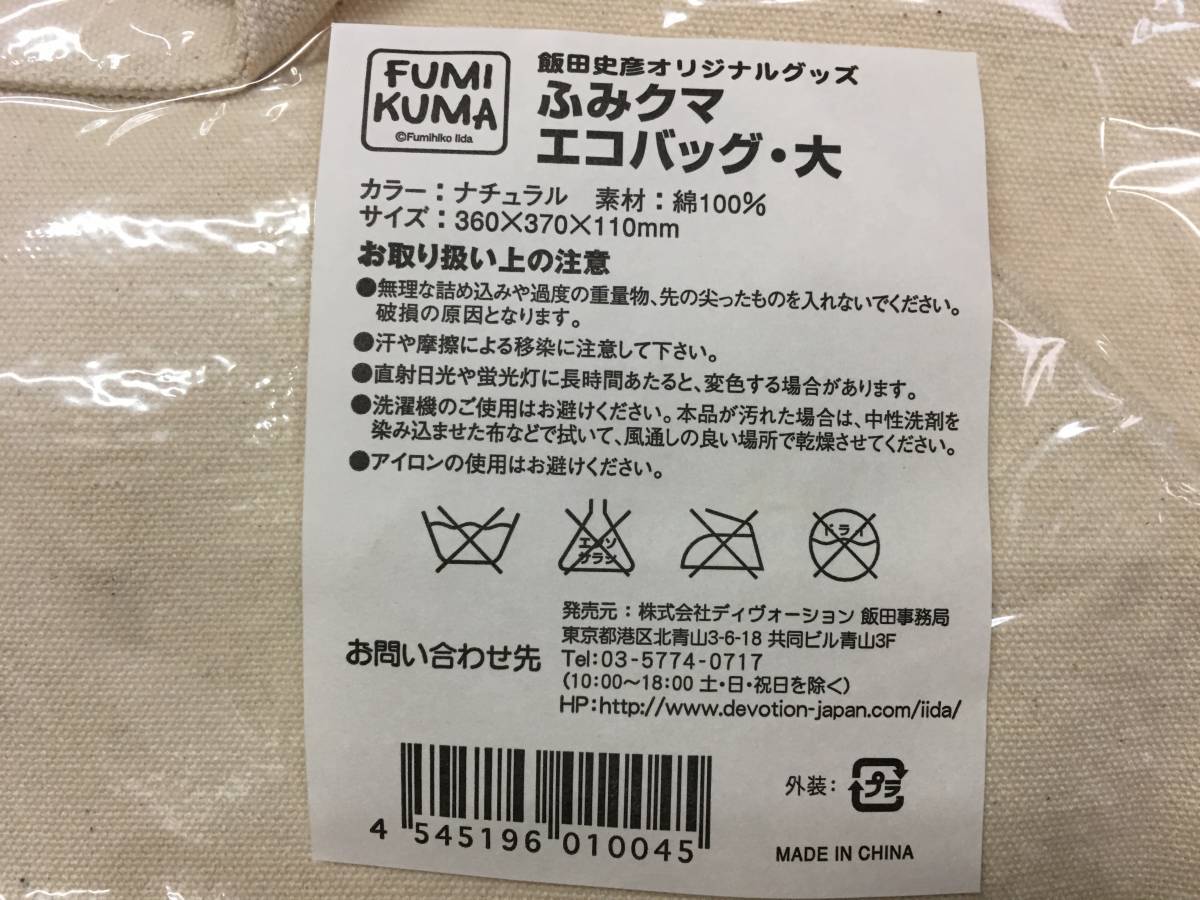 FUMI
KUMA
©Fumihiko Iida
飯田史彦オリジナルグッズ
ふみクマ
エコバッグ・大
カラー：ナチュラル 素材：綿100%
サイズ：360×370×110mm
お取り扱い上の注意
●無理な詰め込みや過度の重量物、先の尖ったものを入れないでください。
破損の原因となります。
●汗や摩擦による移染に注意して下さい。
●直射日光や蛍光灯に長時間あたると、変色する場合があります。
●洗濯機のご使用はお避けください。本品が汚れた場合は、中性洗剤を
染み込ませた布などで拭いて、風通しの良い場所で乾燥させてください。
●アイロンの使用はお避けください。
エンソ
サラシ
ドライ
お問い合わせ先
発売元：株式会社ディヴォーション 飯田事務局
東京都港区北青山3-6-18 共同ビル青山3F
Tel:03-5774-0717
(10:00〜18:00 土・日・祝日を除く)
HP:http://www.devotion-japan.com/iida/
4 545196 010045
外装：プラ
MADE IN CHINA